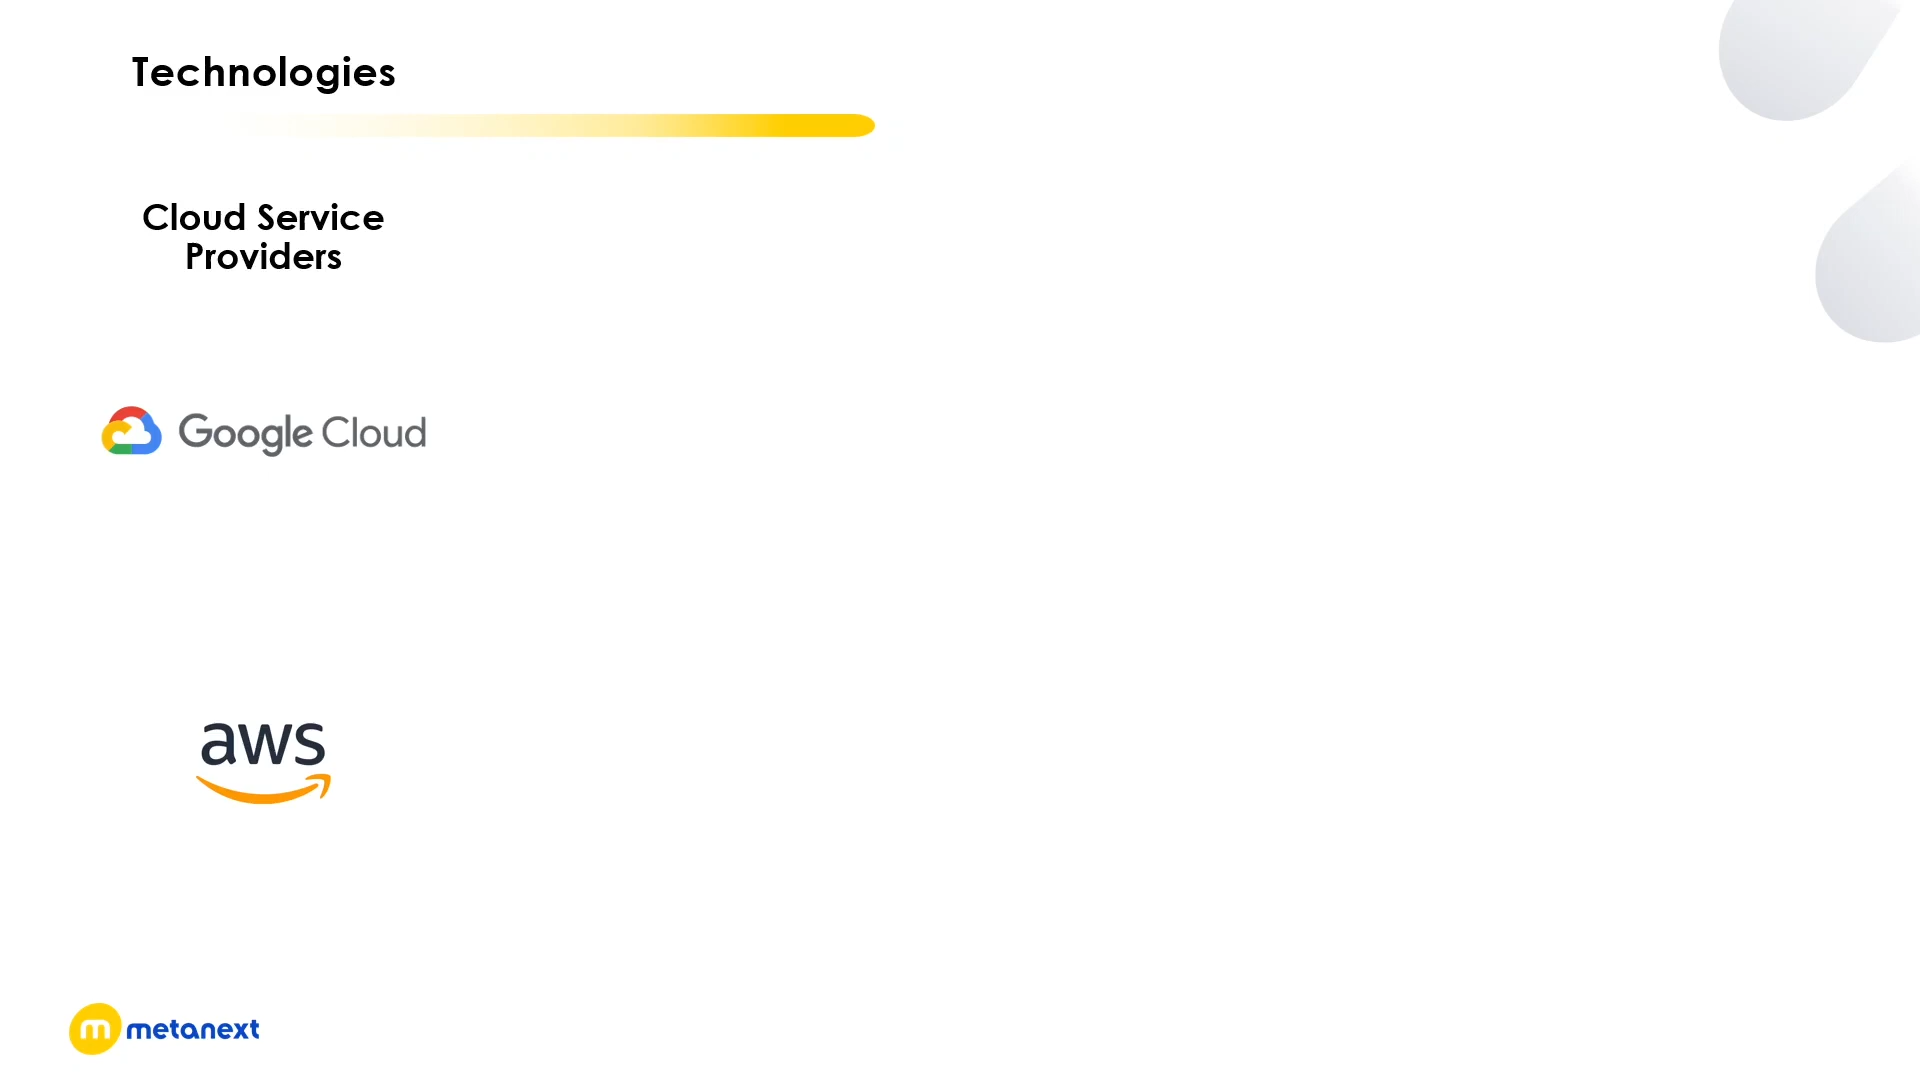 Technologies
Cloud Service
Providers
Google Cloud
aws
m metanext